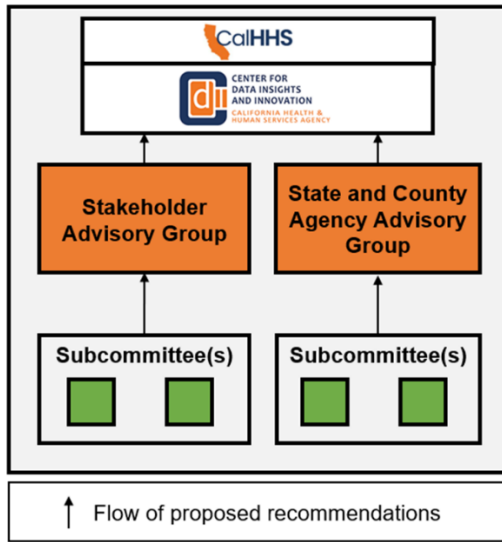 CalHHS
CENTER FOR
DATA INSIGHTS
AND INNOVATION
CALIFORNIA HEALTH &
HUMAN SERVICES AGENCY
Stakeholder
Advisory Group
State and County
Agency Advisory
Group
Subcommittee(s)
Subcommittee(s)
Flow of proposed recommendations